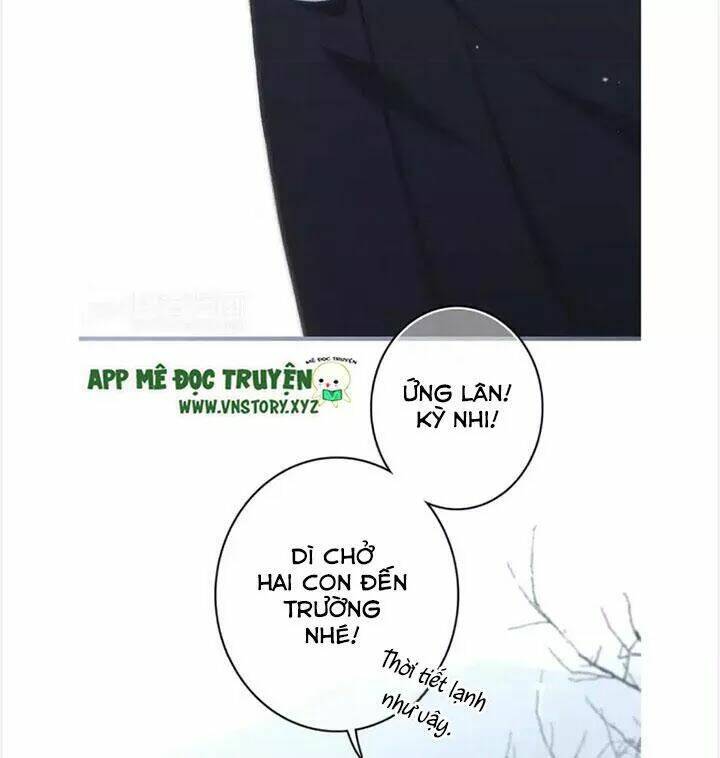 MÊ ĐỌC TRUYỆN
APP MÊ ĐỌC TRUYỆN
WWW.VNSTORY.XYZ
ỨNG LÂN!
KỲ NHI!
DÌ CHỞ
HAI CON ĐẾN
TRƯỜNG
NHÉ!
Thời tiết lạnh
như vậy.